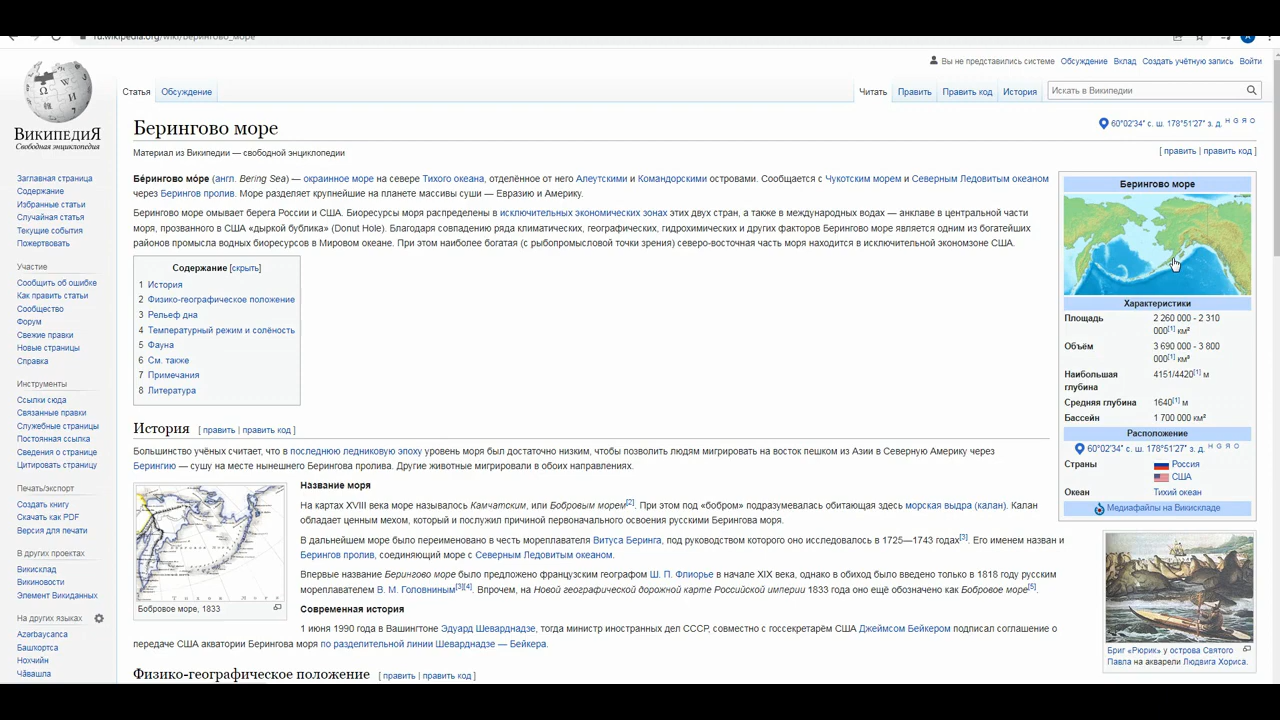 ru.wikipedia.org/wiki/Берингово_море
Вы не представились системе Обсуждение Вклад Создать учётную запись Войти
Статья Обсуждение Читать Править Править код История Искать в Википедии
ВИКИПЕДИЯ
Свободная энциклопедия
Заглавная страница
Содержание
Избранные статьи
Случайная статья
Текущие события
Пожертвовать
Участие
Сообщить об ошибке
Как править статьи
Сообщество
Форум
Свежие правки
Новые страницы
Справка
Инструменты
Ссылки сюда
Связанные правки
Служебные страницы
Постоянная ссылка
Сведения о странице
Цитировать страницу
Печать/экспорт
Создать книгу
Скачать как PDF
Версия для печати
В других проектах
Викисклад
Викиновости
Элемент Викиданных
На других языках
Azərbaycanca
Башҡортса
Нохчийн
Чӑвашла
Берингово море
60°02′34″ с. ш. 178°51′27″ з. д. H G Я O
Материал из Википедии — свободной энциклопедии
[ править | править код ]
Бе́рингово мо́ре (англ. Bering Sea) — окраинное море на севере Тихого океана, отделённое от него Алеутскими и Командорскими островами. Сообщается с Чукотским морем и Северным Ледовитым океаном
через Берингов пролив. Море разделяет крупнейшие на планете массивы суши — Евразию и Америку.
Берингово море омывает берега России и США. Биоресурсы моря распределены в исключительных экономических зонах этих двух стран, а также в международных водах — анклаве в центральной части
моря, прозванного в США «дыркой бублика» (Donut Hole). Благодаря совпадению ряда климатических, географических, гидрохимических и других факторов Берингово море является одним из богатейших
районов промысла водных биоресурсов в Мировом океане. При этом наиболее богатая (с рыбопромысловой точки зрения) северо-восточная часть моря находится в исключительной экономзоне США.
Содержание [скрыть]
1 История
2 Физико-географическое положение
3 Рельеф дна
4 Температурный режим и солёность
5 Фауна
6 См. также
7 Примечания
8 Литература
История [ править | править код ]
Большинство учёных считает, что в последнюю ледниковую эпоху уровень моря был достаточно низким, чтобы позволить людям мигрировать на восток пешком из Азии в Северную Америку через
Берингию — сушу на месте нынешнего Берингова пролива. Другие животные мигрировали в обоих направлениях.
Бобровое море, 1833
Название моря
На картах XVIII века море называлось Камчатским, или Бобровым морем[2]. При этом под «бобром» подразумевалась обитающая здесь морская выдра (калан). Калан
обладает ценным мехом, который и послужил причиной первоначального освоения русскими Берингова моря.
В дальнейшем море было переименовано в честь мореплавателя Витуса Беринга, под руководством которого оно исследовалось в 1725—1743 годах[3]. Его именем назван и
Берингов пролив, соединяющий море с Северным Ледовитым океаном.
Впервые название Берингово море было предложено французским географом Ш. П. Флиорье в начале XIX века, однако в обиход было введено только в 1818 году русским
мореплавателем В. М. Головниным[3][4]. Впрочем, на Новой географической дорожной карте Российской империи 1833 года оно ещё обозначено как Бобровое море[5].
Современная история
1 июня 1990 года в Вашингтоне Эдуард Шеварднадзе, тогда министр иностранных дел СССР, совместно с госсекретарём США Джеймсом Бейкером подписал соглашение о
передаче США акватории Берингова моря по разделительной линии Шеварднадзе — Бейкера.
Физико-географическое положение [ править | править код ]
Берингово море
Характеристики
Площадь 2 260 000 - 2 310
000[1] км²
Объём 3 690 000 - 3 800
000[1] км³
Наибольшая 4151/4420[1] м
глубина
Средняя глубина 1640[1] м
Бассейн 1 700 000 км²
Расположение
60°02′34″ с. ш. 178°51′27″ з. д. H G Я O
Страны Россия
США
Океан Тихий океан
Медиафайлы на Викискладе
Бриг «Рюрик» у острова Святого
Павла на акварели Людвига Хориса.